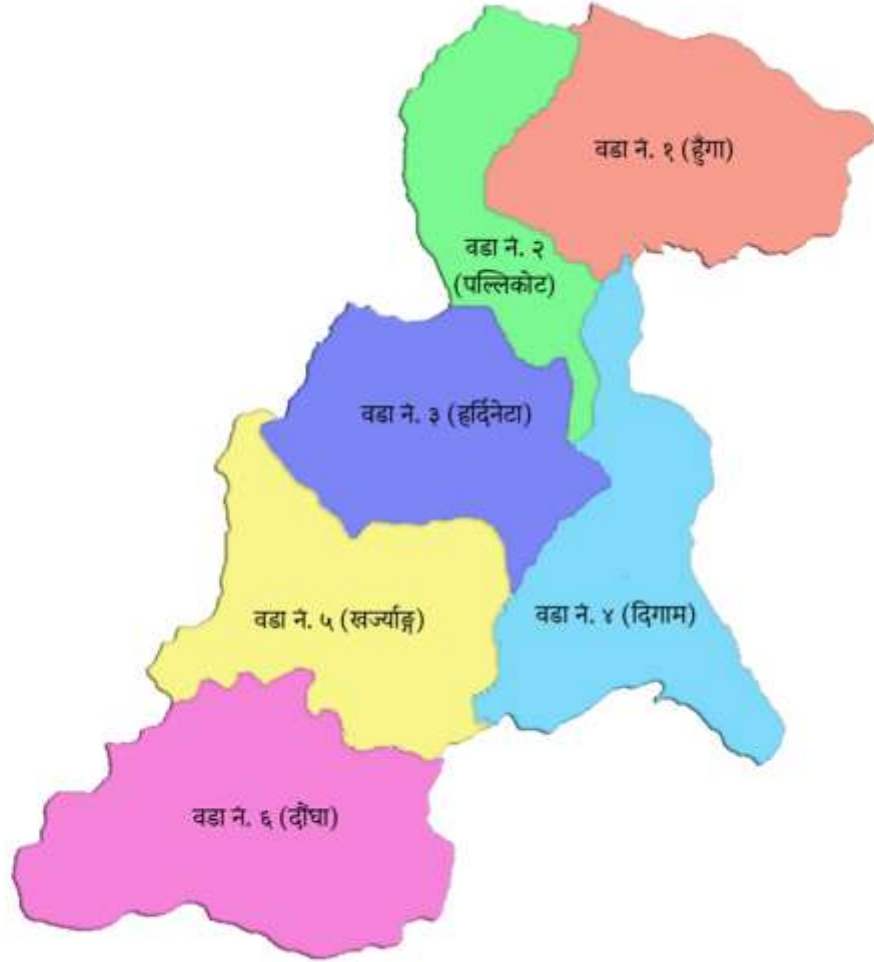 वडा नं. १ (हुँगा)
वडा नं. २
(पल्लिकोट)
वडा नं. ३ (हर्दिनेटा)
वडा नं. ४ (दिगाम)
वडा नं. ५ (खर्ज्याङ्ग)
वडा नं. ६ (दौंघा)